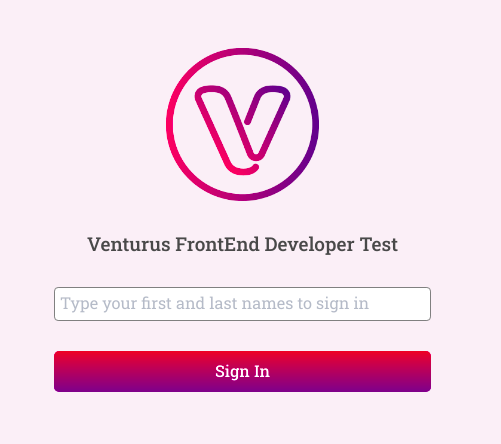 Venturus FrontEnd Developer Test
Type your first and last names to sign in
Sign In